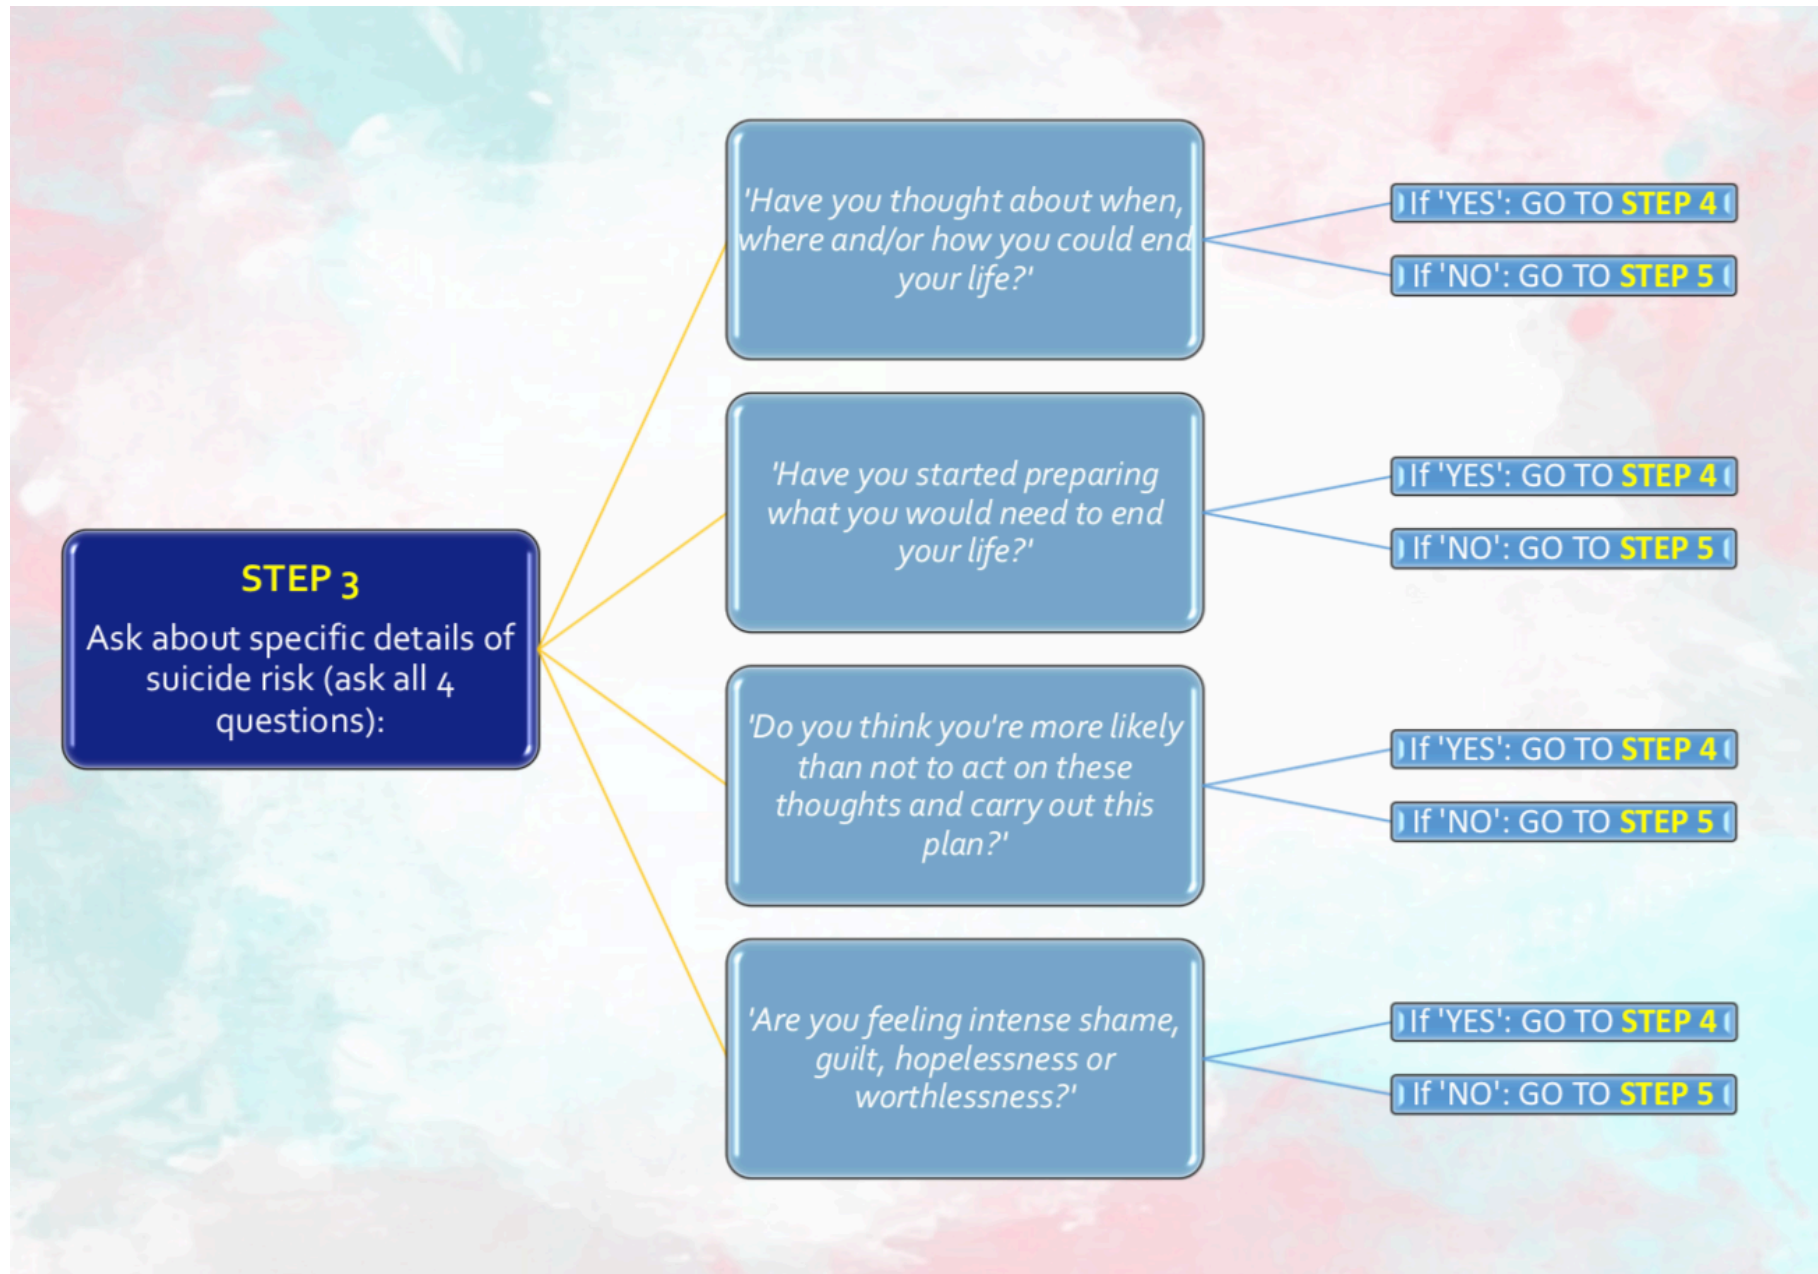 STEP 3
Ask about specific details of
suicide risk (ask all 4
questions):
'Have you thought about when,
where and/or how you could end
your life?'
If 'YES': GO TO STEP 4
If 'NO': GO TO STEP 5
'Have you started preparing
what you would need to end
your life?'
If 'YES': GO TO STEP 4
If 'NO': GO TO STEP 5
'Do you think you're more likely
than not to act on these
thoughts and carry out this
plan?'
If 'YES': GO TO STEP 4
If 'NO': GO TO STEP 5
'Are you feeling intense shame,
guilt, hopelessness or
worthlessness?'
If 'YES': GO TO STEP 4
If 'NO': GO TO STEP 5